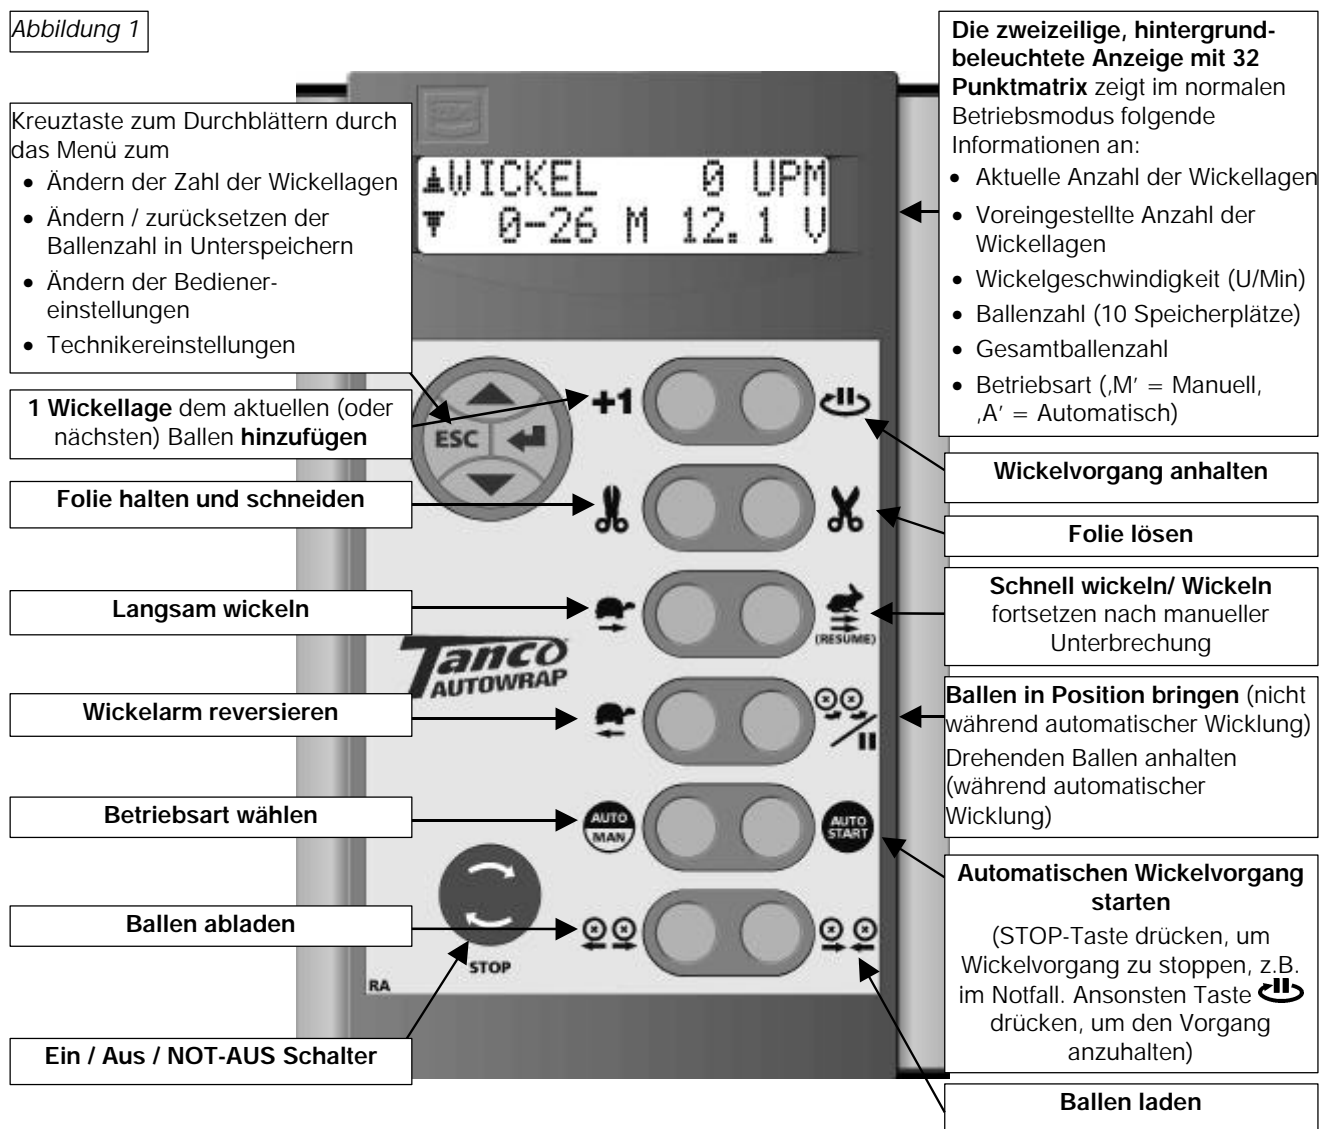 Abbildung 1
Kreuztaste zum Durchblättern durch
das Menü zum
• Ändern der Zahl der Wickellagen
• Ändern / zurücksetzen der
Ballenzahl in Unterspeichern
• Ändern der Bediener-
einstellungen
• Technikereinstellungen
1 Wickellage dem aktuellen (oder
nächsten) Ballen hinzufügen
Folie halten und schneiden
Langsam wickeln
Wickelarm reversieren
Betriebsart wählen
Ballen abladen
Ein / Aus / NOT-AUS Schalter
WICKEL 0 UPM
0-26 M 12.1 V
ESC
+1
(RESUME)
Tanco
AUTOWRAP
AUTO
MAN
AUTO
START
STOP
RA
Die zweizeilige, hintergrund-
beleuchtete Anzeige mit 32
Punktmatrix zeigt im normalen
Betriebsmodus folgende
Informationen an:
• Aktuelle Anzahl der Wickellagen
• Voreingestellte Anzahl der
Wickellagen
• Wickelgeschwindigkeit (U/Min)
• Ballenzahl (10 Speicherplätze)
• Gesamtballenzahl
• Betriebsart (‚M’ = Manuell,
‚A’ = Automatisch)
Wickelvorgang anhalten
Folie lösen
Schnell wickeln/ Wickeln
fortsetzen nach manueller
Unterbrechung
Ballen in Position bringen (nicht
während automatischer Wicklung)
Drehenden Ballen anhalten
(während automatischer
Wicklung)
Automatischen Wickelvorgang
starten
(STOP-Taste drücken, um
Wickelvorgang zu stoppen, z.B.
im Notfall. Ansonsten Taste
drücken, um den Vorgang
anzuhalten)
Ballen laden